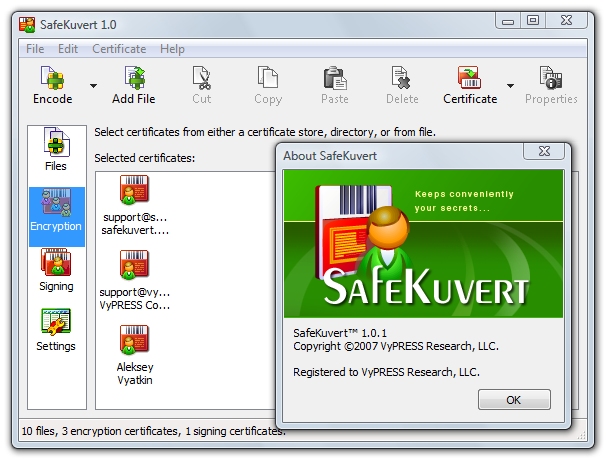 SafeKuvert 1.0
File Edit Certificate Help
Encode Add File Cut Copy Paste Delete Certificate Properties
Select certificates from either a certificate store, directory, or from file.
Selected certificates:
Files
Encryption
Signing
Settings
support@s...
safekuvert....
support@vy...
VyPRESS Co...
Aleksey
Vyatkin
About SafeKuvert
Keeps conveniently
your secrets...
SAFEKUVERT
SafeKuvert™ 1.0.1
Copyright ©2007 VyPRESS Research, LLC.
Registered to VyPRESS Research, LLC.
OK
10 files, 3 encryption certificates, 1 signing certificates.